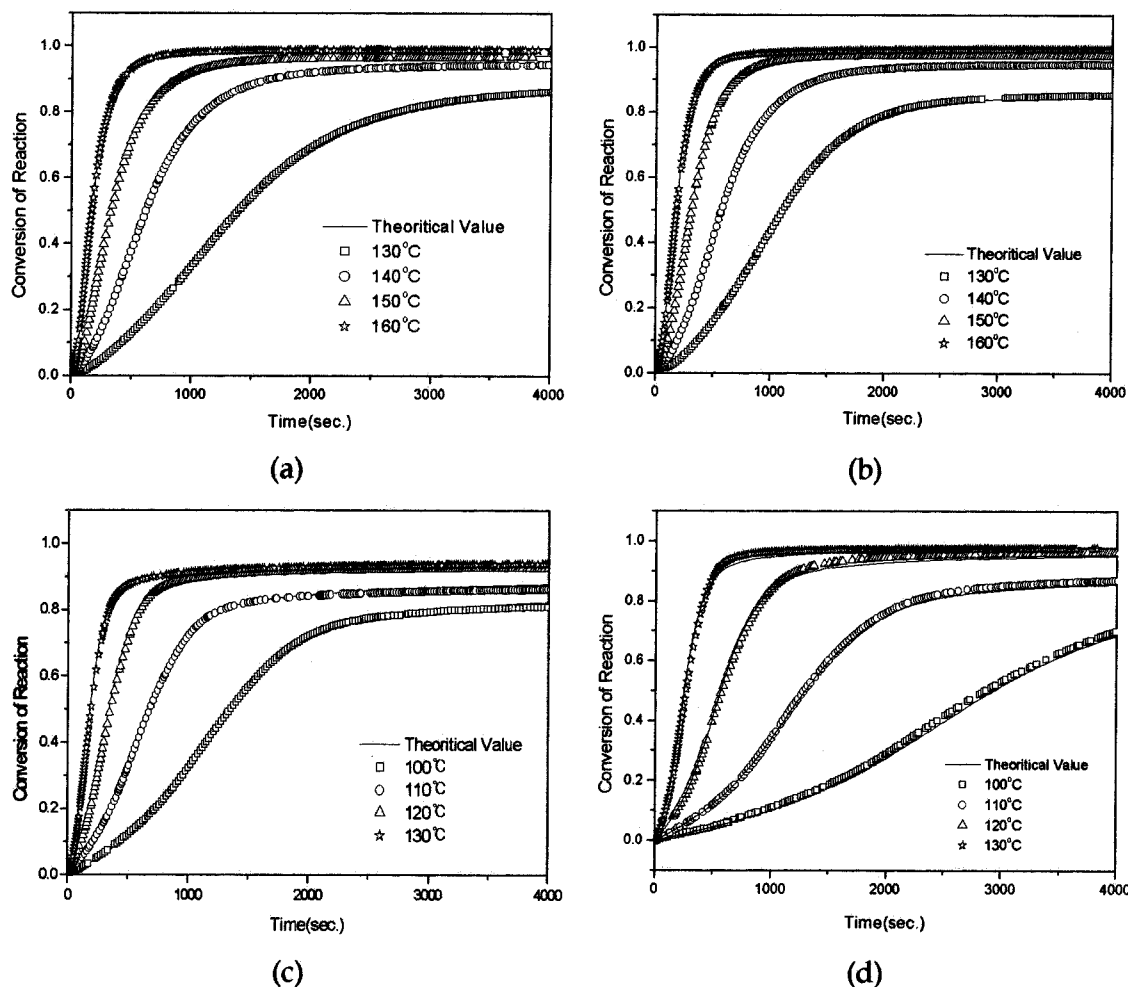 Conversion of Reaction
1.0
0.8
0.6
0.4
0.2
0.0
Theoritical Value
130°C
140°C
150°C
160°C
0 1000 2000 3000 4000
Time(sec.)
(a)
Conversion of Reaction
1.0
0.8
0.6
0.4
0.2
0.0
Theoritical Value
130°C
140°C
150°C
160°C
0 1000 2000 3000 4000
Time(sec.)
(b)
Conversion of Reaction
1.0
0.8
0.6
0.4
0.2
0.0
Theoritical Value
100℃
110℃
120℃
130℃
0 1000 2000 3000 4000
Time(sec.)
(c)
Conversion of Reaction
1.0
0.8
0.6
0.4
0.2
0.0
Theoritical Value
100°C
110°C
120°C
130°C
0 1000 2000 3000 4000
Time(sec.)
(d)